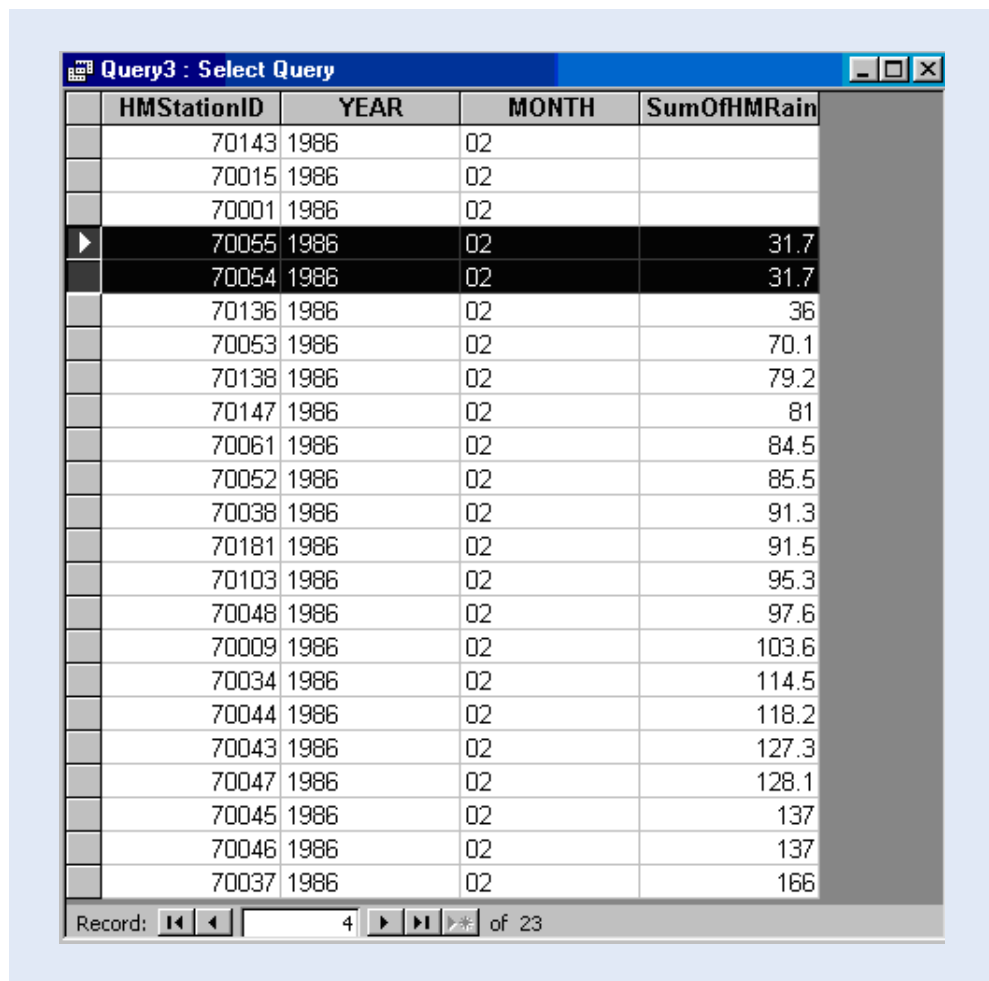 Query3 : Select Query
HMStationID YEAR MONTH SumOfHMRain
70143 1986 02
70015 1986 02
70001 1986 02
70055 1986 02 31.7
70054 1986 02 31.7
70136 1986 02 36
70053 1986 02 70.1
70138 1986 02 79.2
70147 1986 02 81
70061 1986 02 84.5
70052 1986 02 85.5
70038 1986 02 91.3
70181 1986 02 91.5
70103 1986 02 95.3
70048 1986 02 97.6
70009 1986 02 103.6
70034 1986 02 114.5
70044 1986 02 118.2
70043 1986 02 127.3
70047 1986 02 128.1
70045 1986 02 137
70046 1986 02 137
70037 1986 02 166
Record: 4 of 23